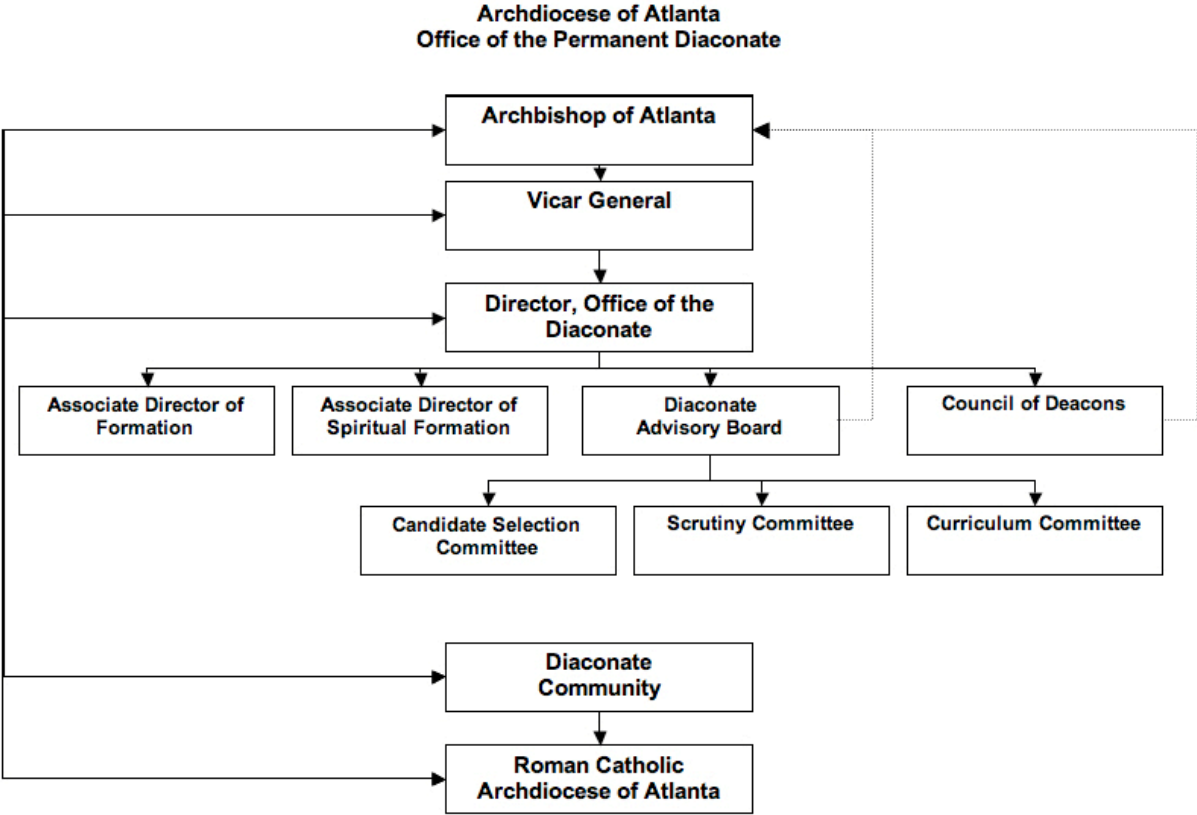 Archdiocese of Atlanta
Office of the Permanent Diaconate
Archbishop of Atlanta
Vicar General
Director, Office of the
Diaconate
Associate Director of
Formation
Associate Director of
Spiritual Formation
Diaconate
Advisory Board
Council of Deacons
Candidate Selection
Committee
Scrutiny Committee
Curriculum Committee
Diaconate
Community
Roman Catholic
Archdiocese of Atlanta